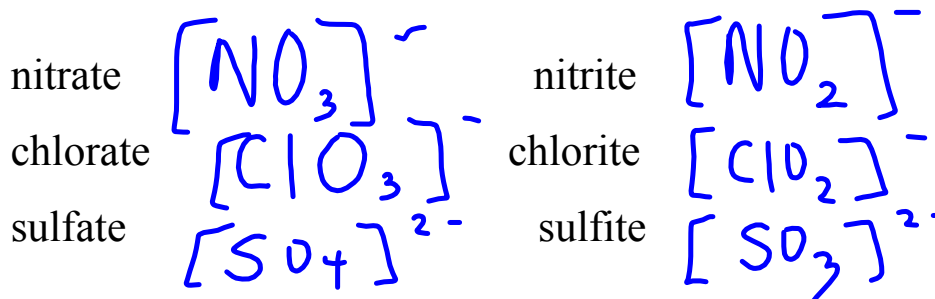 nitrate [NO₃]⁻ nitrite [NO₂]⁻
chlorate [ClO₃]⁻ chlorite [ClO₂]⁻
sulfate [SO₄]²⁻ sulfite [SO₃]²⁻